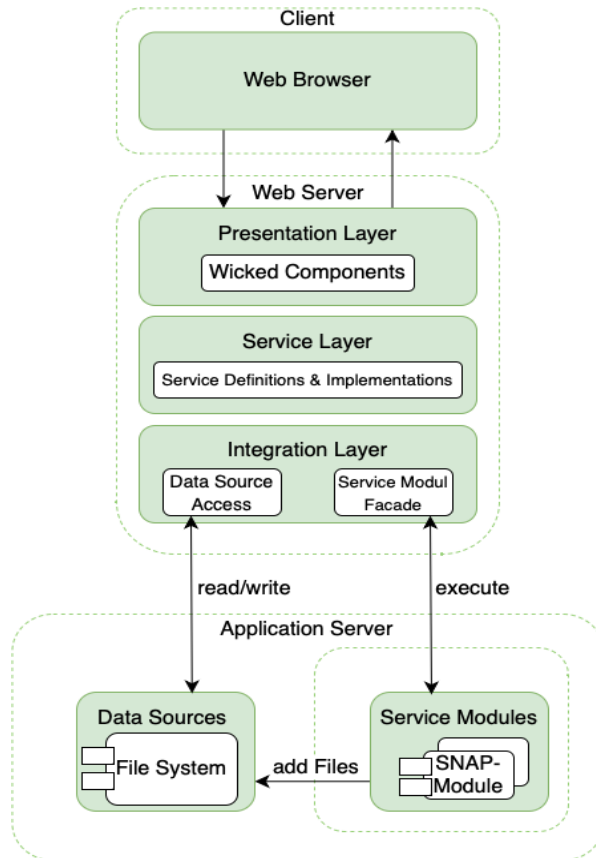 Client
Web Browser
Web Server
Presentation Layer
Wicked Components
Service Layer
Service Definitions & Implementations
Integration Layer
Data Source
Access
Service Modul
Facade
read/write
execute
Application Server
Data Sources
File System
add Files
Service Modules
SNAP-
Module